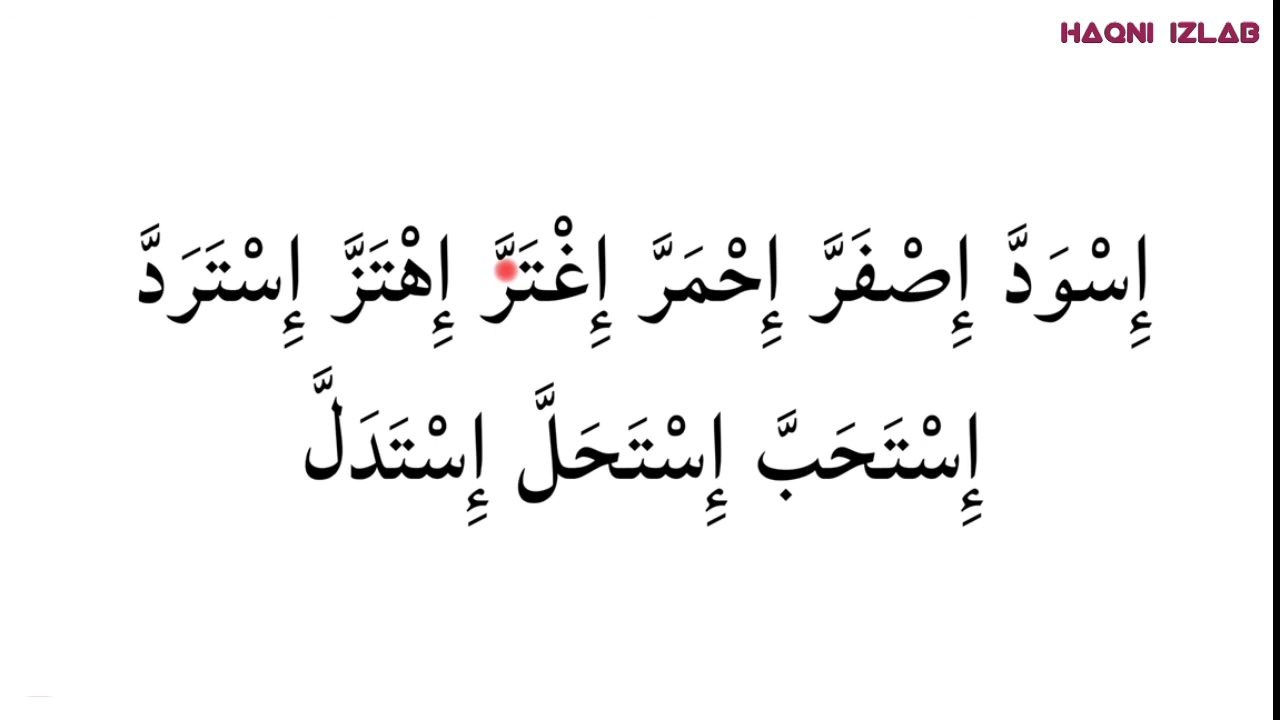 HAQNI IZLAB
إِسْوَدَّ إِصْفَرَّ إِحْمَرَّ إِغْتَرَّ إِهْتَزَّ إِسْتَرَدَّ
إِسْتَحَبَّ إِسْتَحَلَّ إِسْتَدَلَّ